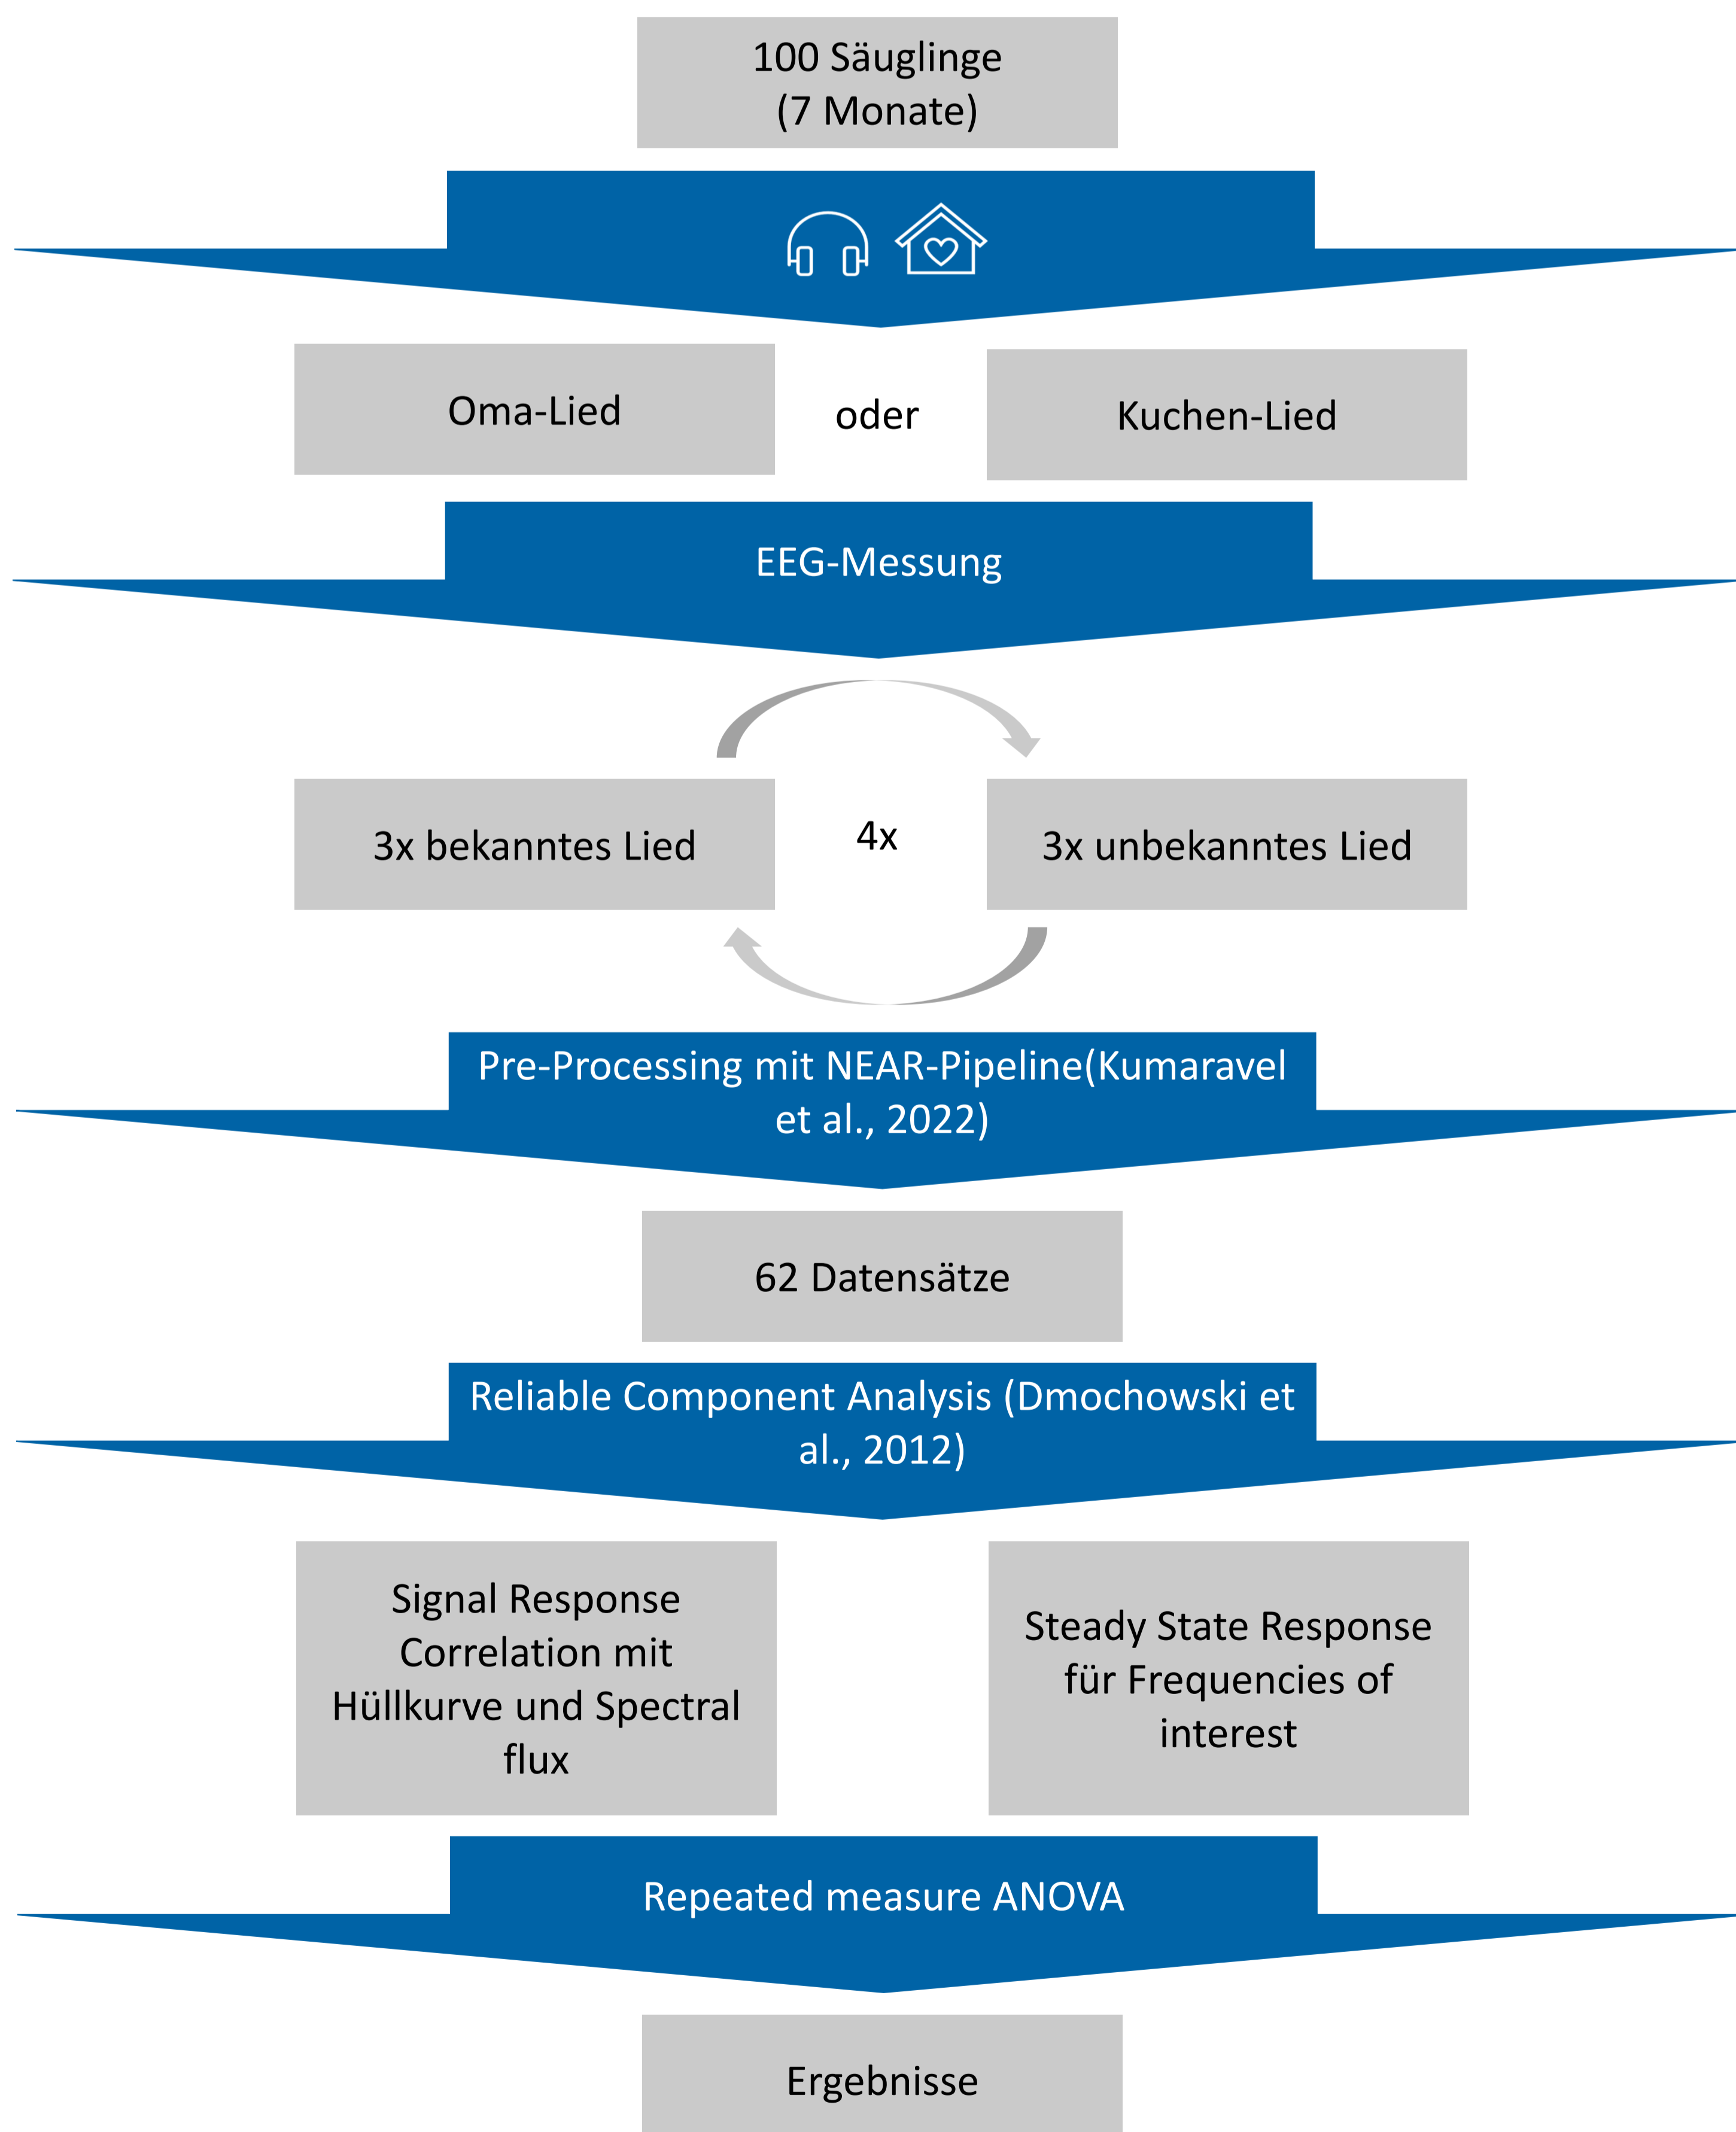 100 Säuglinge
(7 Monate)
Oma-Lied
oder
Kuchen-Lied
EEG-Messung
3x bekanntes Lied
4x
3x unbekanntes Lied
Pre-Processing mit NEAR-Pipeline(Kumaravel
et al., 2022)
62 Datensätze
Reliable Component Analysis (Dmochowski et
al., 2012)
Signal Response
Correlation mit
Hüllkurve und Spectral
flux
Steady State Response
für Frequencies of
interest
Repeated measure ANOVA
Ergebnisse